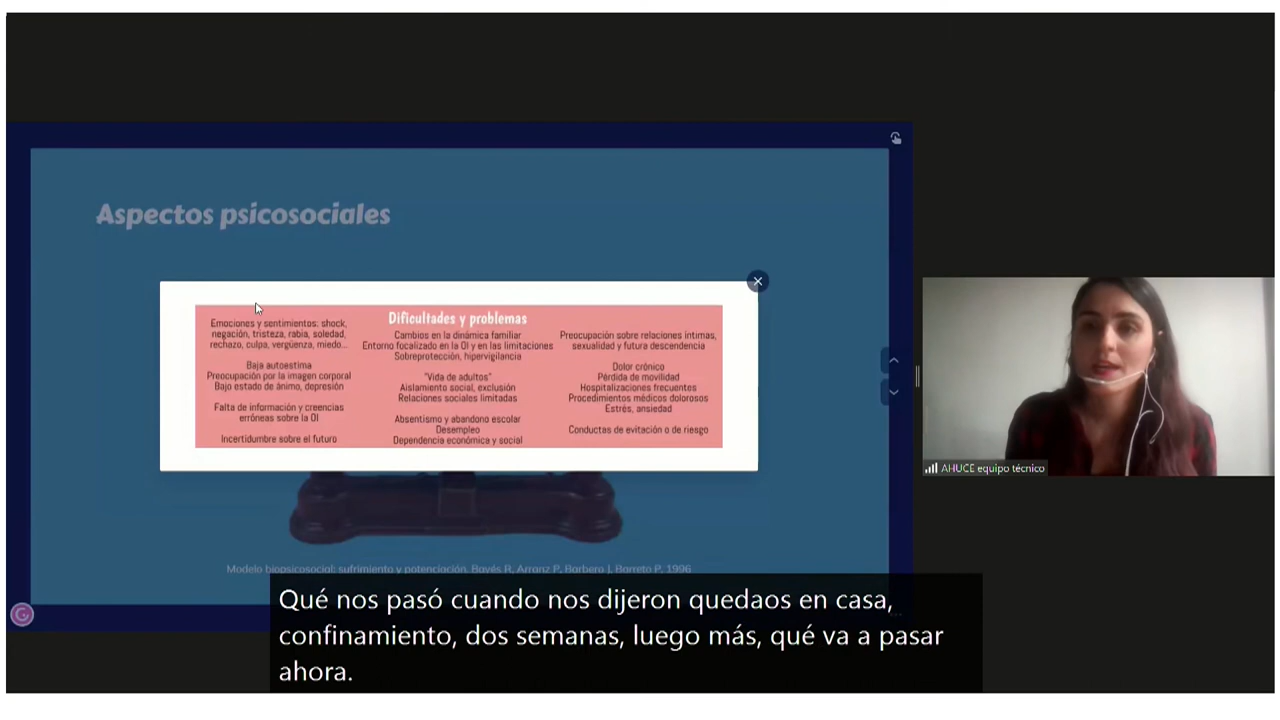 Aspectos psicosociales
Dificultades y problemas
Emociones y sentimientos: shock,
negación, tristeza, rabia, soledad,
rechazo, culpa, vergüenza, miedo...
Baja autoestima
Preocupación por la imagen corporal
Bajo estado de ánimo, depresión
Falta de información y creencias
erróneas sobre la OI
Incertidumbre sobre el futuro
Cambios en la dinámica familiar
Entorno focalizado en la OI y en las limitaciones
Sobreprotección, hipervigilancia
"Vida de adultos"
Aislamiento social, exclusión
Relaciones sociales limitadas
Absentismo y abandono escolar
Desempleo
Dependencia económica y social
Preocupación sobre relaciones íntimas,
sexualidad y futura descendencia
Dolor crónico
Pérdida de movilidad
Hospitalizaciones frecuentes
Procedimientos médicos dolorosos
Estrés, ansiedad
Conductas de evitación o de riesgo
Modelo biopsicosocial: sufrimiento y potenciación. Bayés R, Arranz P, Barbero J, Barreto P, 1996
AHUCE equipo técnico
Qué nos pasó cuando nos dijeron quedaos en casa,
confinamiento, dos semanas, luego más, qué va a pasar
ahora.